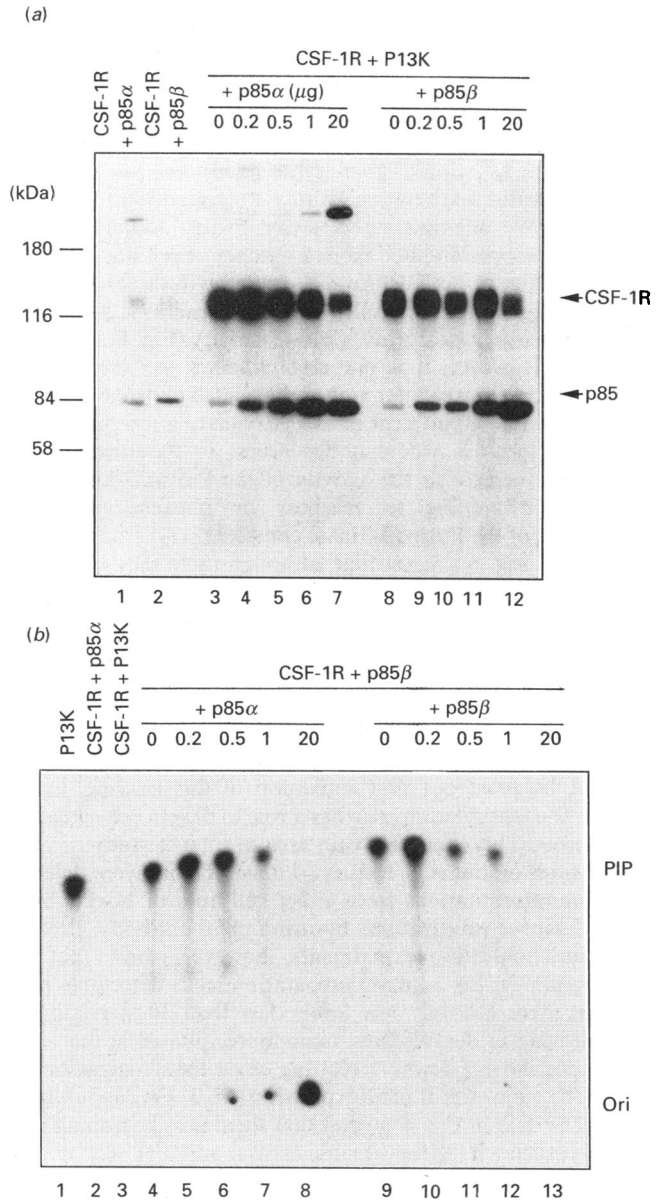 (a)
CSF-1R + P13K
CSF-1R
+ p85α
CSF-1R
+ p85β
+ p85α (μg)
+ p85β
0 0.2 0.5 1 20
0 0.2 0.5 1 20
(kDa)
180
116
84
58
CSF-1R
p85
1 2 3 4 5 6 7 8 9 10 11 12
(b)
P13K
CSF-1R + p85α
CSF-1R + P13K
CSF-1R + p85β
+ p85α
+ p85β
0 0.2 0.5 1 20
0 0.2 0.5 1 20
PIP
Ori
1 2 3 4 5 6 7 8 9 10 11 12 13